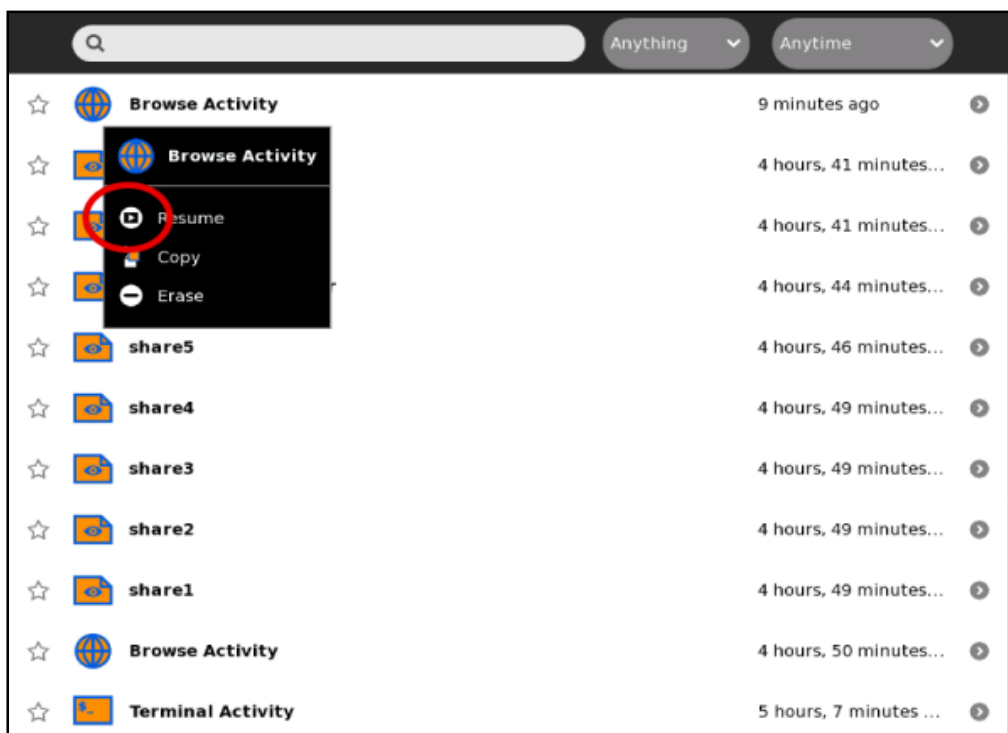 Anything
Anytime
Browse Activity
9 minutes ago
Browse Activity
4 hours, 41 minutes...
Resume
4 hours, 41 minutes...
Copy
Erase
4 hours, 44 minutes...
share5
4 hours, 46 minutes...
share4
4 hours, 49 minutes...
share3
4 hours, 49 minutes...
share2
4 hours, 49 minutes...
share1
4 hours, 49 minutes...
Browse Activity
4 hours, 50 minutes...
$_
Terminal Activity
5 hours, 7 minutes ...